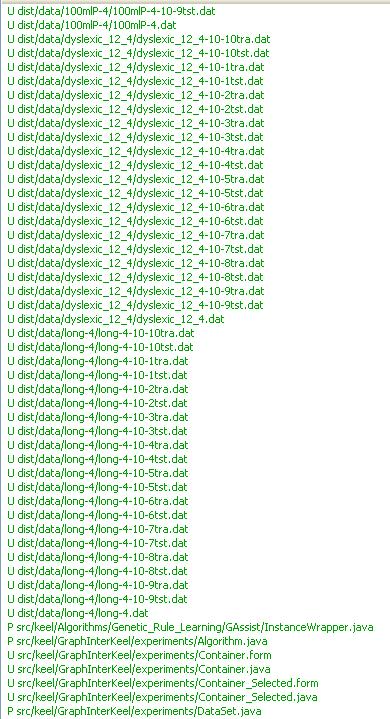 U dist/data/100mlP-4/100mlP-4-10-9tst.dat
U dist/data/100mlP-4/100mlP-4.dat
U dist/data/dyslexic_12_4/dyslexic_12_4-10-10tra.dat
U dist/data/dyslexic_12_4/dyslexic_12_4-10-10tst.dat
U dist/data/dyslexic_12_4/dyslexic_12_4-10-1tra.dat
U dist/data/dyslexic_12_4/dyslexic_12_4-10-1tst.dat
U dist/data/dyslexic_12_4/dyslexic_12_4-10-2tra.dat
U dist/data/dyslexic_12_4/dyslexic_12_4-10-2tst.dat
U dist/data/dyslexic_12_4/dyslexic_12_4-10-3tra.dat
U dist/data/dyslexic_12_4/dyslexic_12_4-10-3tst.dat
U dist/data/dyslexic_12_4/dyslexic_12_4-10-4tra.dat
U dist/data/dyslexic_12_4/dyslexic_12_4-10-4tst.dat
U dist/data/dyslexic_12_4/dyslexic_12_4-10-5tra.dat
U dist/data/dyslexic_12_4/dyslexic_12_4-10-5tst.dat
U dist/data/dyslexic_12_4/dyslexic_12_4-10-6tra.dat
U dist/data/dyslexic_12_4/dyslexic_12_4-10-6tst.dat
U dist/data/dyslexic_12_4/dyslexic_12_4-10-7tra.dat
U dist/data/dyslexic_12_4/dyslexic_12_4-10-7tst.dat
U dist/data/dyslexic_12_4/dyslexic_12_4-10-8tra.dat
U dist/data/dyslexic_12_4/dyslexic_12_4-10-8tst.dat
U dist/data/dyslexic_12_4/dyslexic_12_4-10-9tra.dat
U dist/data/dyslexic_12_4/dyslexic_12_4-10-9tst.dat
U dist/data/dyslexic_12_4/dyslexic_12_4.dat
U dist/data/long-4/long-4-10-10tra.dat
U dist/data/long-4/long-4-10-10tst.dat
U dist/data/long-4/long-4-10-1tra.dat
U dist/data/long-4/long-4-10-1tst.dat
U dist/data/long-4/long-4-10-2tra.dat
U dist/data/long-4/long-4-10-2tst.dat
U dist/data/long-4/long-4-10-3tra.dat
U dist/data/long-4/long-4-10-3tst.dat
U dist/data/long-4/long-4-10-4tra.dat
U dist/data/long-4/long-4-10-4tst.dat
U dist/data/long-4/long-4-10-5tra.dat
U dist/data/long-4/long-4-10-5tst.dat
U dist/data/long-4/long-4-10-6tra.dat
U dist/data/long-4/long-4-10-6tst.dat
U dist/data/long-4/long-4-10-7tra.dat
U dist/data/long-4/long-4-10-7tst.dat
U dist/data/long-4/long-4-10-8tra.dat
U dist/data/long-4/long-4-10-8tst.dat
U dist/data/long-4/long-4-10-9tra.dat
U dist/data/long-4/long-4-10-9tst.dat
U dist/data/long-4/long-4.dat
P src/keel/Algorithms/Genetic_Rule_Learning/GAssist/InstanceWrapper.java
P src/keel/GraphInterKeel/experiments/Algorithm.java
U src/keel/GraphInterKeel/experiments/Container.form
U src/keel/GraphInterKeel/experiments/Container.java
U src/keel/GraphInterKeel/experiments/Container_Selected.form
U src/keel/GraphInterKeel/experiments/Container_Selected.java
P src/keel/GraphInterKeel/experiments/DataSet.java